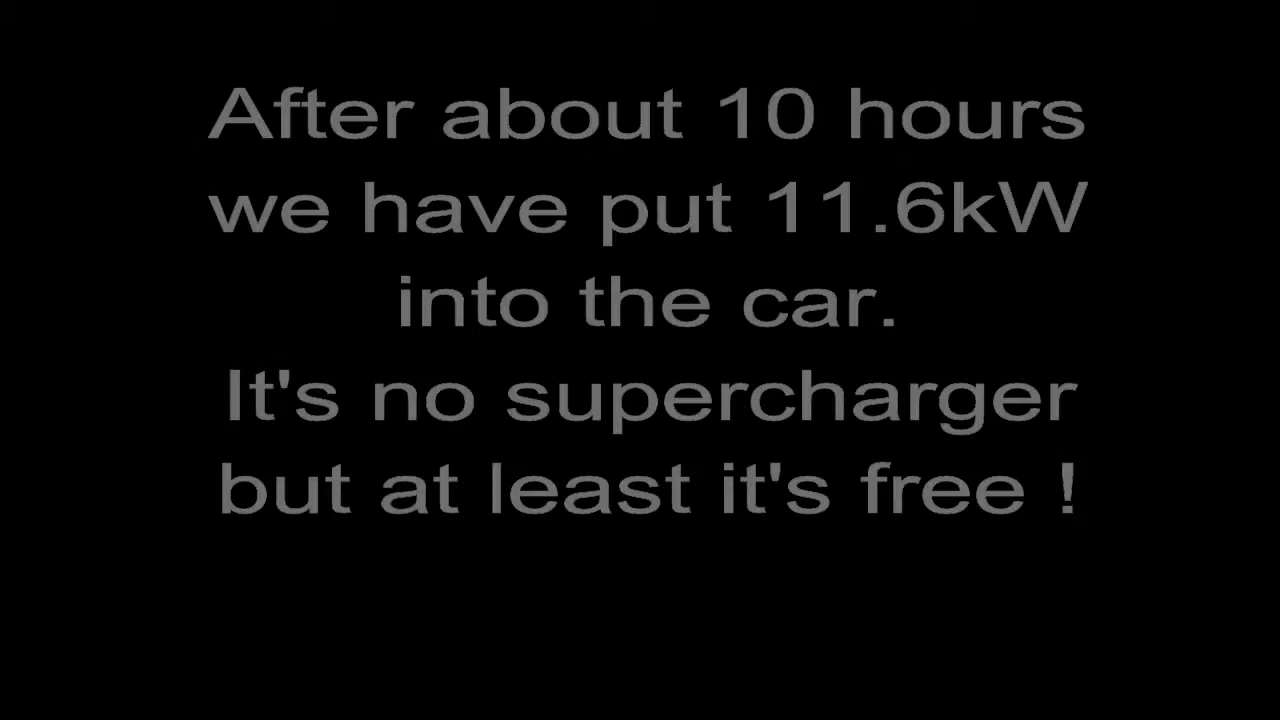 After about 10 hours
we have put 11.6kW
into the car.
It's no supercharger
but at least it's free !